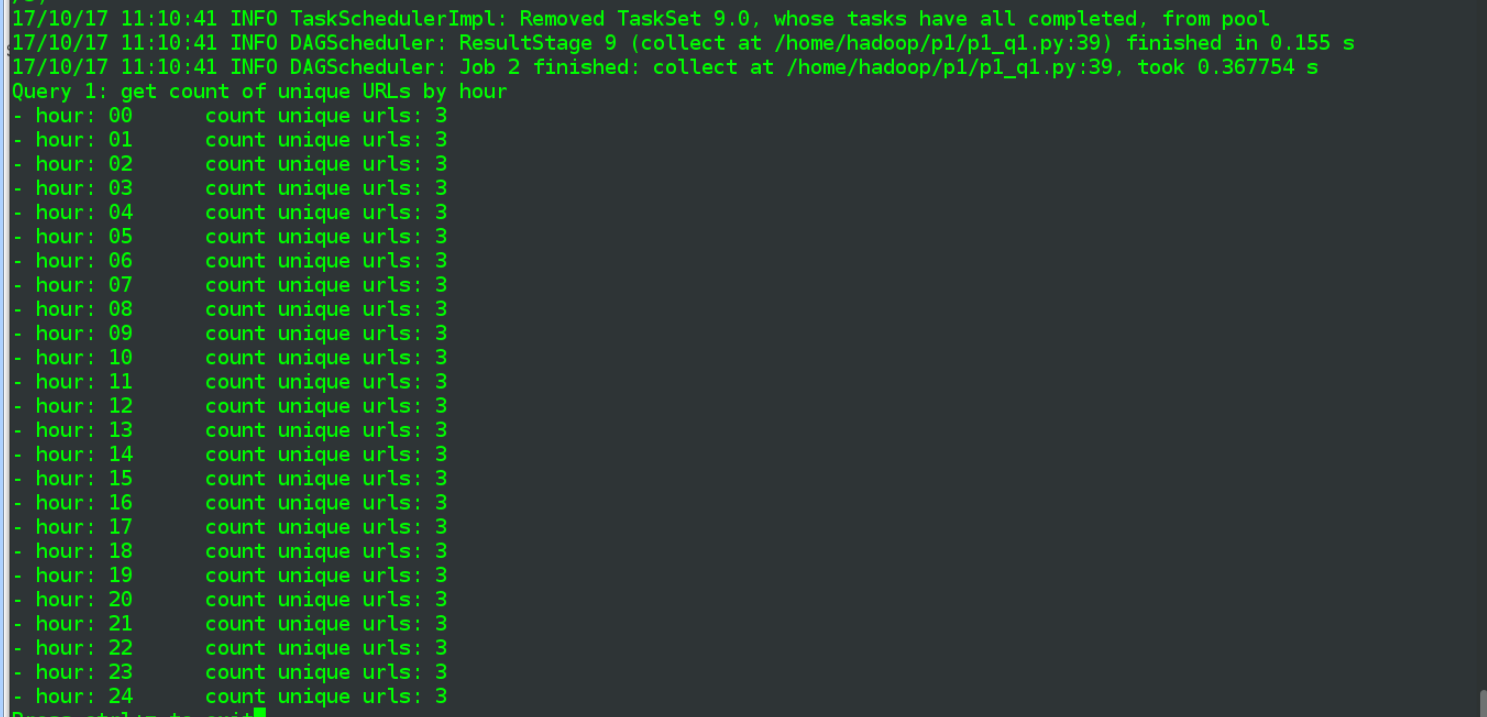 17/10/17 11:10:41 INFO TaskSchedulerImpl: Removed TaskSet 9.0, whose tasks have all completed, from pool
17/10/17 11:10:41 INFO DAGScheduler: ResultStage 9 (collect at /home/hadoop/p1/p1_q1.py:39) finished in 0.155 s
17/10/17 11:10:41 INFO DAGScheduler: Job 2 finished: collect at /home/hadoop/p1/p1_q1.py:39, took 0.367754 s
Query 1: get count of unique URLs by hour
- hour: 00      count unique urls: 3
- hour: 01      count unique urls: 3
- hour: 02      count unique urls: 3
- hour: 03      count unique urls: 3
- hour: 04      count unique urls: 3
- hour: 05      count unique urls: 3
- hour: 06      count unique urls: 3
- hour: 07      count unique urls: 3
- hour: 08      count unique urls: 3
- hour: 09      count unique urls: 3
- hour: 10      count unique urls: 3
- hour: 11      count unique urls: 3
- hour: 12      count unique urls: 3
- hour: 13      count unique urls: 3
- hour: 14      count unique urls: 3
- hour: 15      count unique urls: 3
- hour: 16      count unique urls: 3
- hour: 17      count unique urls: 3
- hour: 18      count unique urls: 3
- hour: 19      count unique urls: 3
- hour: 20      count unique urls: 3
- hour: 21      count unique urls: 3
- hour: 22      count unique urls: 3
- hour: 23      count unique urls: 3
- hour: 24      count unique urls: 3